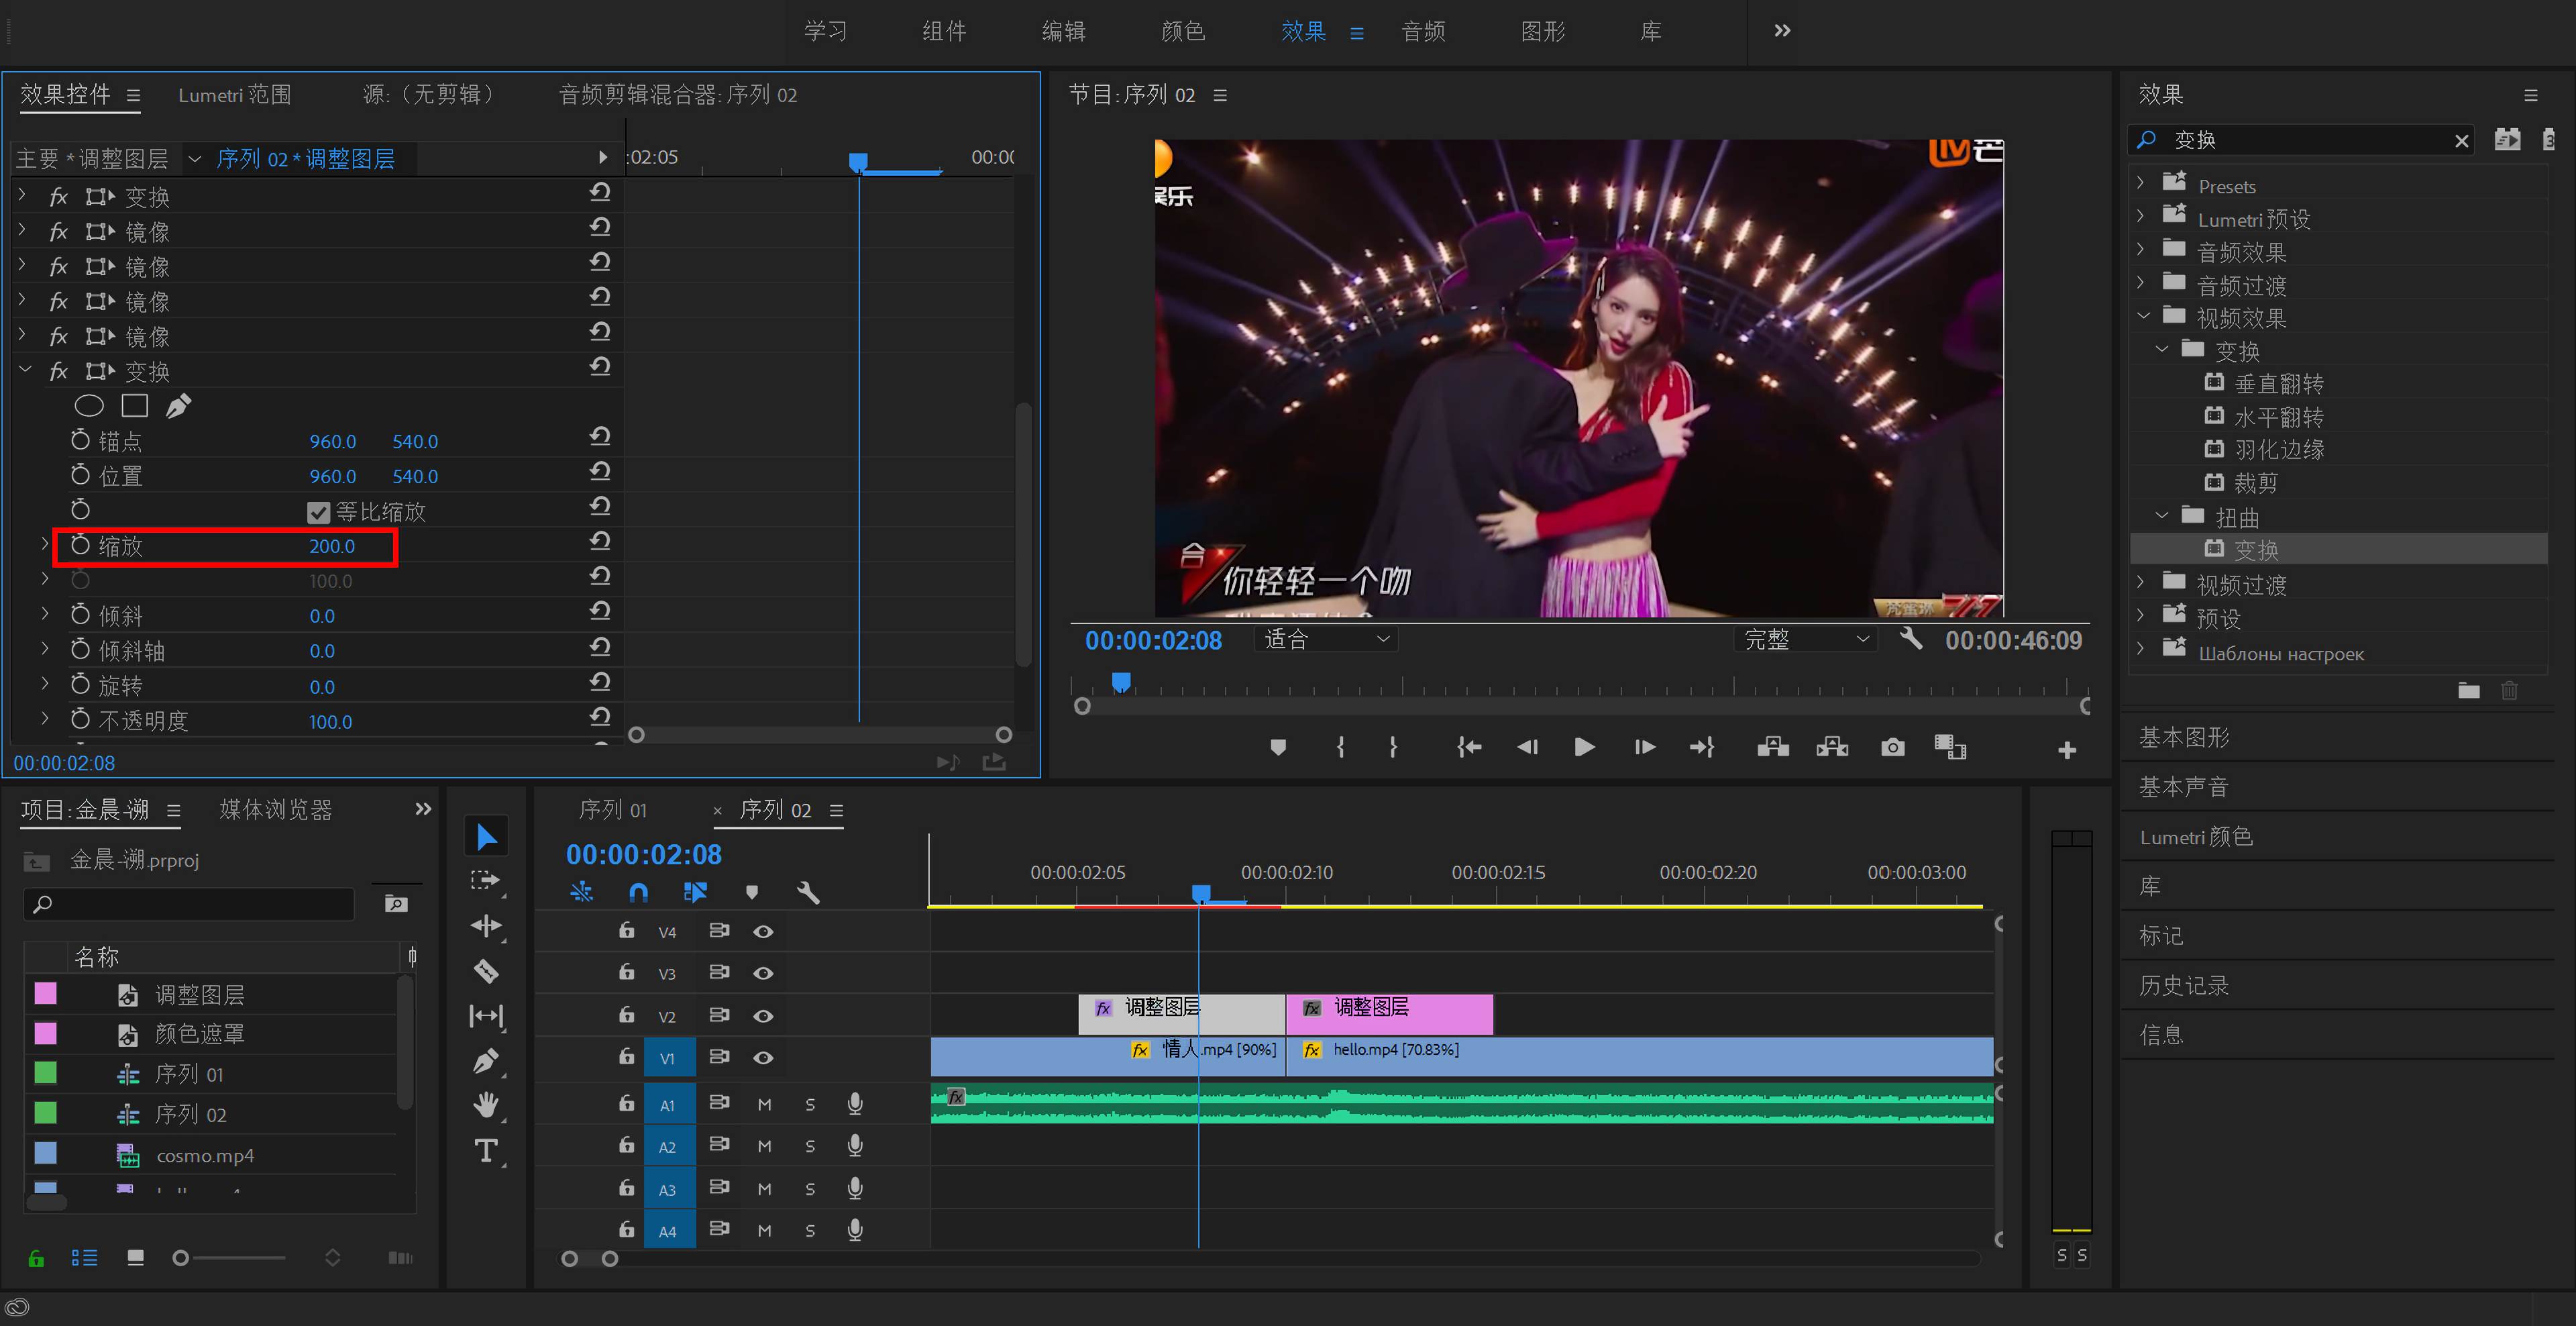 学习 组件 编辑 颜色 效果 音频 图形 库
效果控件 Lumetri 范围 源:（无剪辑） 音频剪辑混合器: 序列 02
主要 * 调整图层 序列 02 * 调整图层
:02:05 00:00
fx 变换
fx 镜像
fx 镜像
fx 镜像
fx 镜像
fx 变换
锚点 960.0 540.0
位置 960.0 540.0
等比缩放
缩放 200.0
100.0
倾斜 0.0
倾斜轴 0.0
旋转 0.0
不透明度 100.0
00:00:02:08
节目: 序列 02
娱乐
你轻轻一个吻
00:00:02:08 适合 完整 00:00:46:09
效果
变换
Presets
Lumetri 预设
音频效果
音频过渡
视频效果
变换
垂直翻转
水平翻转
羽化边缘
裁剪
扭曲
变换
视频过渡
预设
Шаблоны настроек
基本图形
基本声音
Lumetri 颜色
库
标记
历史记录
信息
项目: 金晨-溯 媒体浏览器
金晨-溯.prproj
名称
调整图层
颜色遮罩
序列 01
序列 02
cosmo.mp4
序列 01 × 序列 02
00:00:02:08
00:00:02:05 00:00:02:10 00:00:02:15 00:00:02:20 00:00:03:00
V4
V3
V2 fx 调整图层 fx 调整图层
V1 fx 情人.mp4 [90%] fx hello.mp4 [70.83%]
A1 M S fx
A2 M S
A3 M S
A4 M S
S S